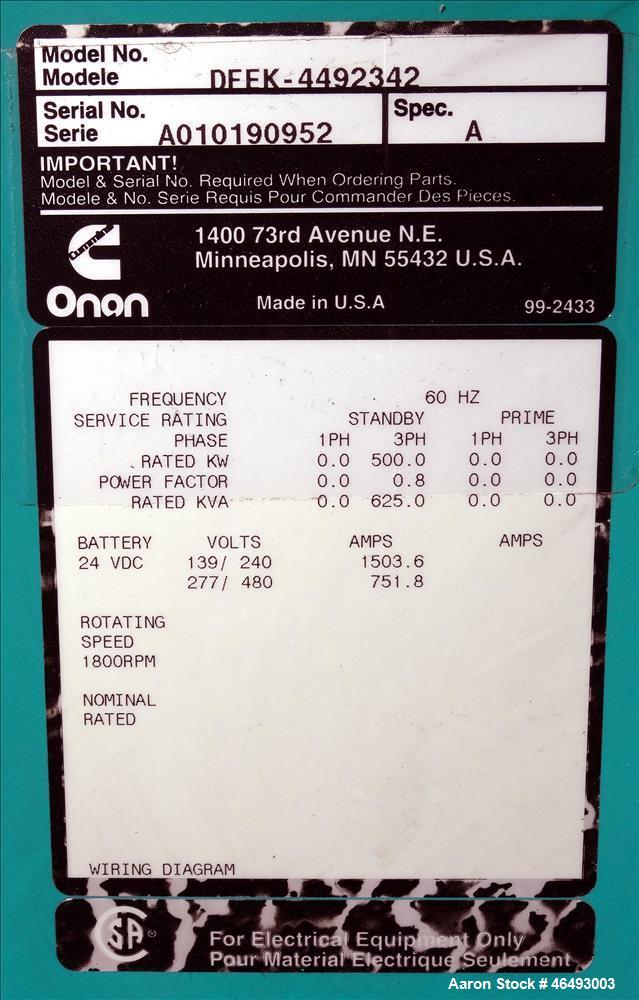 Model No.
Modele DFEK-4492342
Serial No.
Serie A010190952
Spec.
A
IMPORTANT!
Model & Serial No. Required When Ordering Parts.
Modele & No. Serie Requis Pour Commander Des Pieces.
Cummins
Onan
1400 73rd Avenue N.E.
Minneapolis, MN 55432 U.S.A.
Made in U.S.A
99-2433
FREQUENCY 60 HZ
SERVICE RATING STANDBY PRIME
PHASE 1PH 3PH 1PH 3PH
RATED KW 0.0 500.0 0.0 0.0
POWER FACTOR 0.0 0.8 0.0 0.0
RATED KVA 0.0 625.0 0.0 0.0
BATTERY VOLTS AMPS AMPS
24 VDC 139/ 240 1503.6
277/ 480 751.8
ROTATING
SPEED
1800RPM
NOMINAL
RATED
WIRING DIAGRAM
SA ®
For Electrical Equipment Only
Pour Material Electrique Seulement
Aaron Stock # 46493003